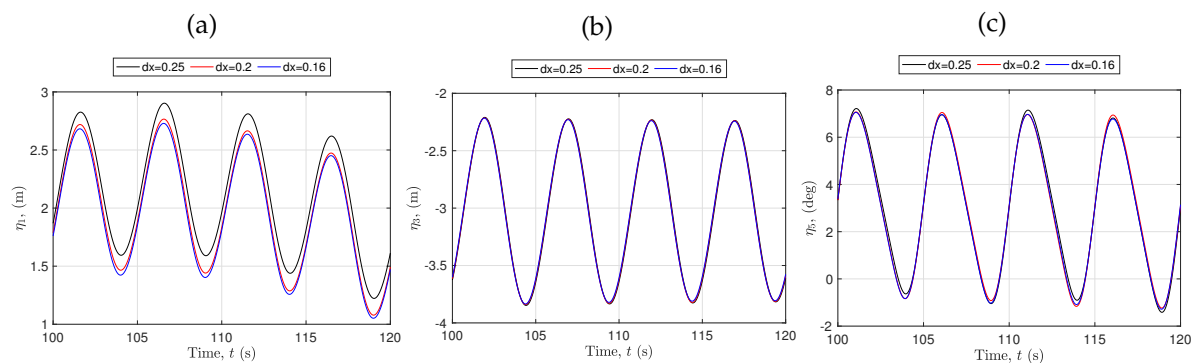 (a)
dx=0.25 dx=0.2 dx=0.16
3
2.5
2
1.5
1
η₁, (m)
100 105 110 115 120
Time, t (s)
(b)
dx=0.25 dx=0.2 dx=0.16
-2
-2.5
-3
-3.5
-4
η₃, (m)
100 105 110 115 120
Time, t (s)
(c)
dx=0.25 dx=0.2 dx=0.16
8
6
4
2
0
-2
η₅, (deg)
100 105 110 115 120
Time, t (s)